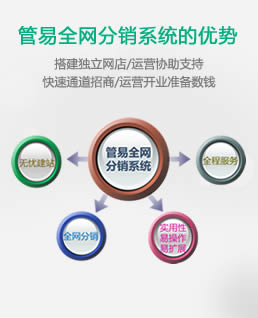 管易全网分销系统的优势
搭建独立网店/运营协助支持
快速通道招商/运营开业准备数钱
无忧建站
管易全网
分销系统
全程服务
全网分销
实用性
易操作
易扩展